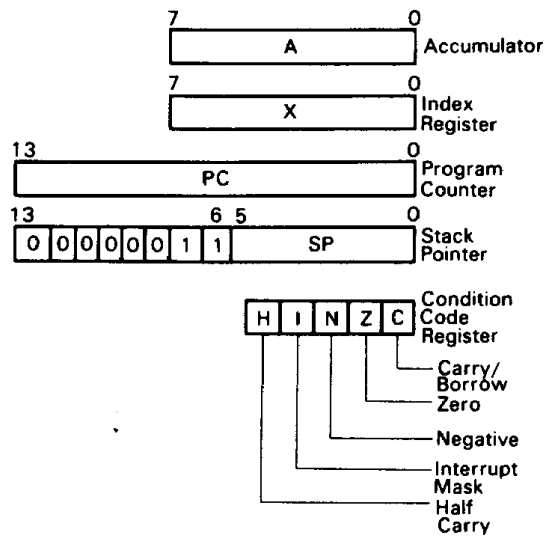 7 0
A Accumulator
7 0
X Index
Register
13 0
PC Program
Counter
13 6 5 0
0 0 0 0 0 0 1 1 SP Stack
Pointer
H I N Z C Condition
Code
Register
Carry/
Borrow
Zero
Negative
Interrupt
Mask
Half
Carry